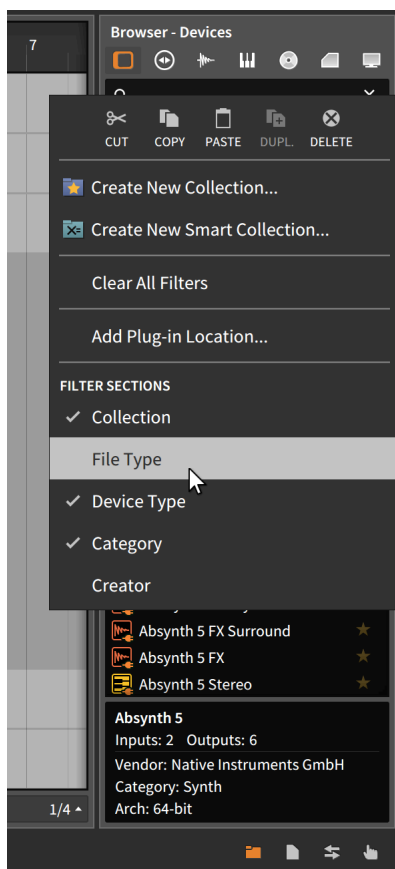 7
Browser - Devices
CUT COPY PASTE DUPL. DELETE
Create New Collection...
Create New Smart Collection...
Clear All Filters
Add Plug-in Location...
FILTER SECTIONS
Collection
File Type
Device Type
Category
Creator
Absynth 5 FX Surround
Absynth 5 FX
Absynth 5 Stereo
Absynth 5
Inputs: 2 Outputs: 6
Vendor: Native Instruments GmbH
Category: Synth
1/4
Arch: 64-bit